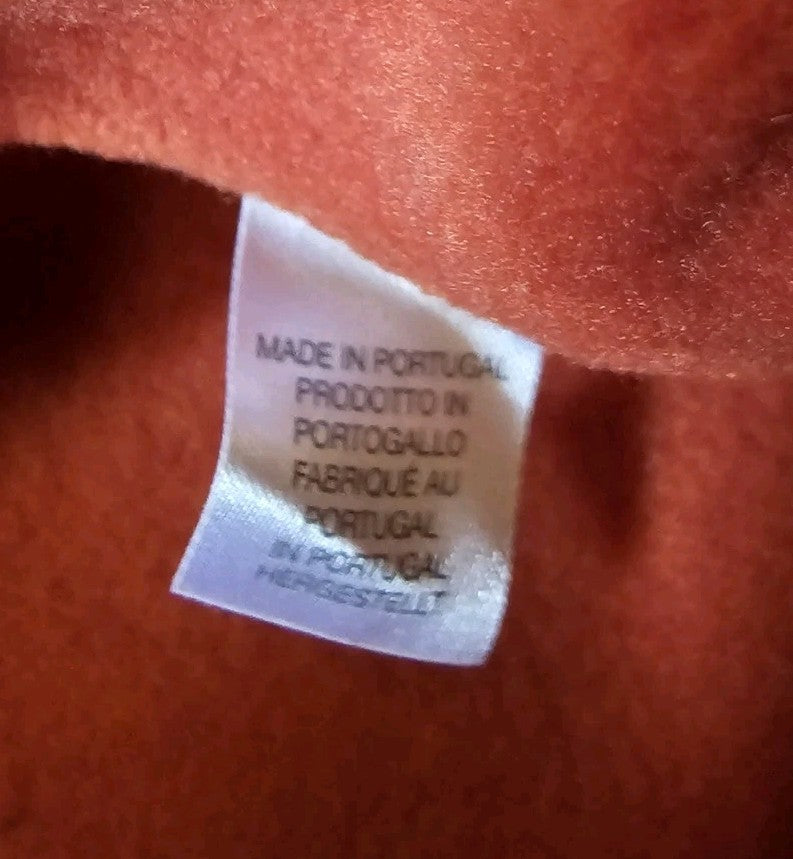 MADE IN PORTUGAL
PRODOTTO IN
PORTOGALLO
FABRIQUÉ AU
PORTUGAL
IN PORTUGAL
HERGESTELLT